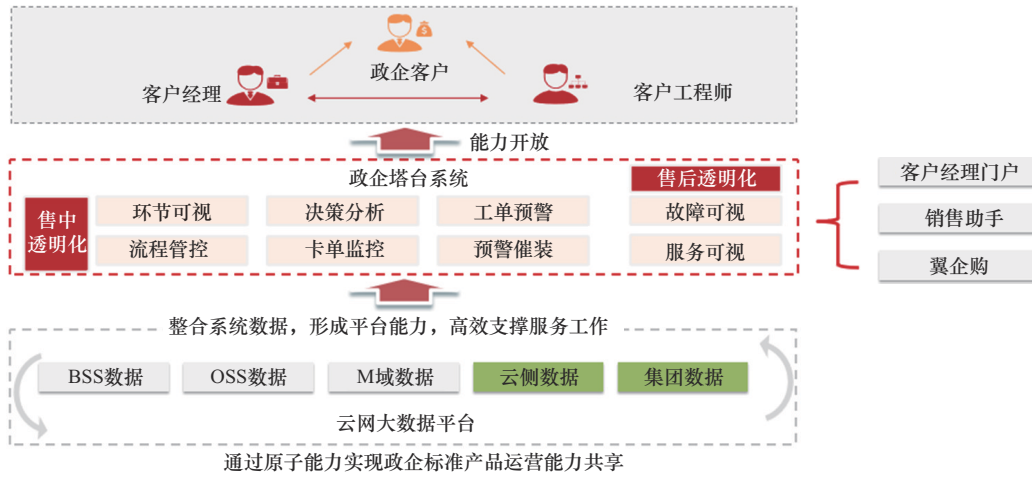 政企客户
客户经理
客户工程师
能力开放
政企塔台系统
售后透明化
售中
透明化
环节可视
决策分析
工单预警
故障可视
流程管控
卡单监控
预警催装
服务可视
客户经理门户
销售助手
翼企购
整合系统数据，形成平台能力，高效支撑服务工作
BSS数据
OSS数据
M域数据
云侧数据
集团数据
云网大数据平台
通过原子能力实现政企标准产品运营能力共享